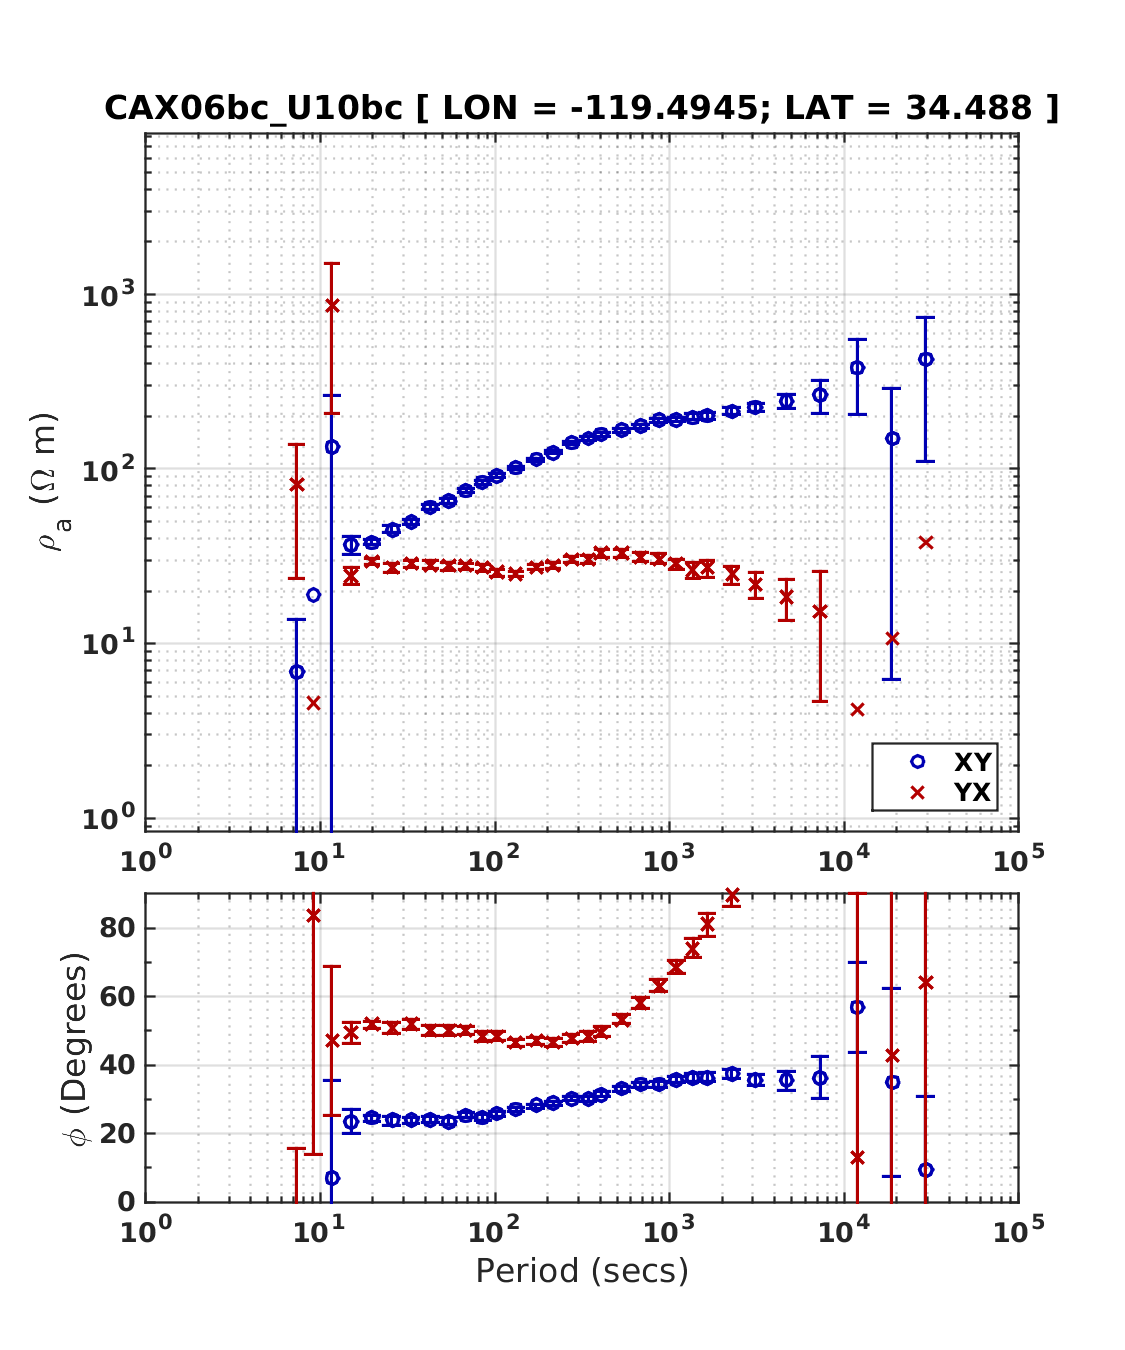 CAX06bc_U10bc [ LON = -119.4945; LAT = 34.488 ]
10³
10²
10¹
10⁰
ρa (Ω m)
XY
YX
10⁰ 10¹ 10² 10³ 10⁴ 10⁵
80
60
40
20
0
ϕ (Degrees)
10⁰ 10¹ 10² 10³ 10⁴ 10⁵
Period (secs)